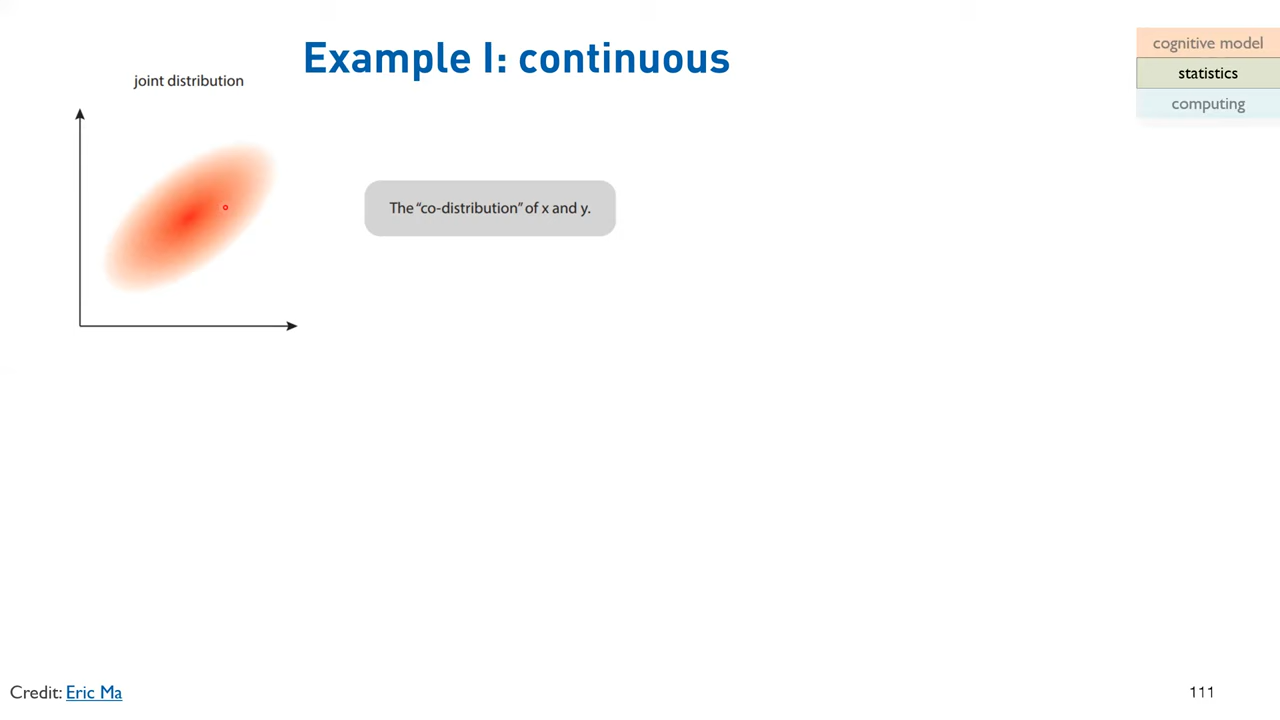 Example I: continuous
cognitive model
statistics
computing
joint distribution
The “co-distribution” of x and y.
Credit: Eric Ma
111